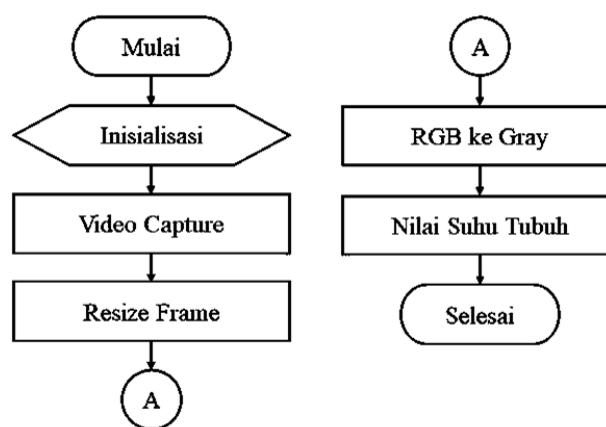 Mulai
Inisialisasi
Video Capture
Resize Frame
A
A
RGB ke Gray
Nilai Suhu Tubuh
Selesai